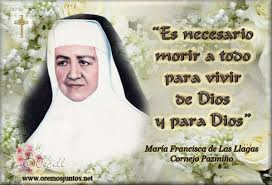 “Es necesario
morir a todo
para vivir
de Dios
y para Dios”
María Francisca de Las Llagas
Cornejo Pazmiño
www.oremosjuntos.net